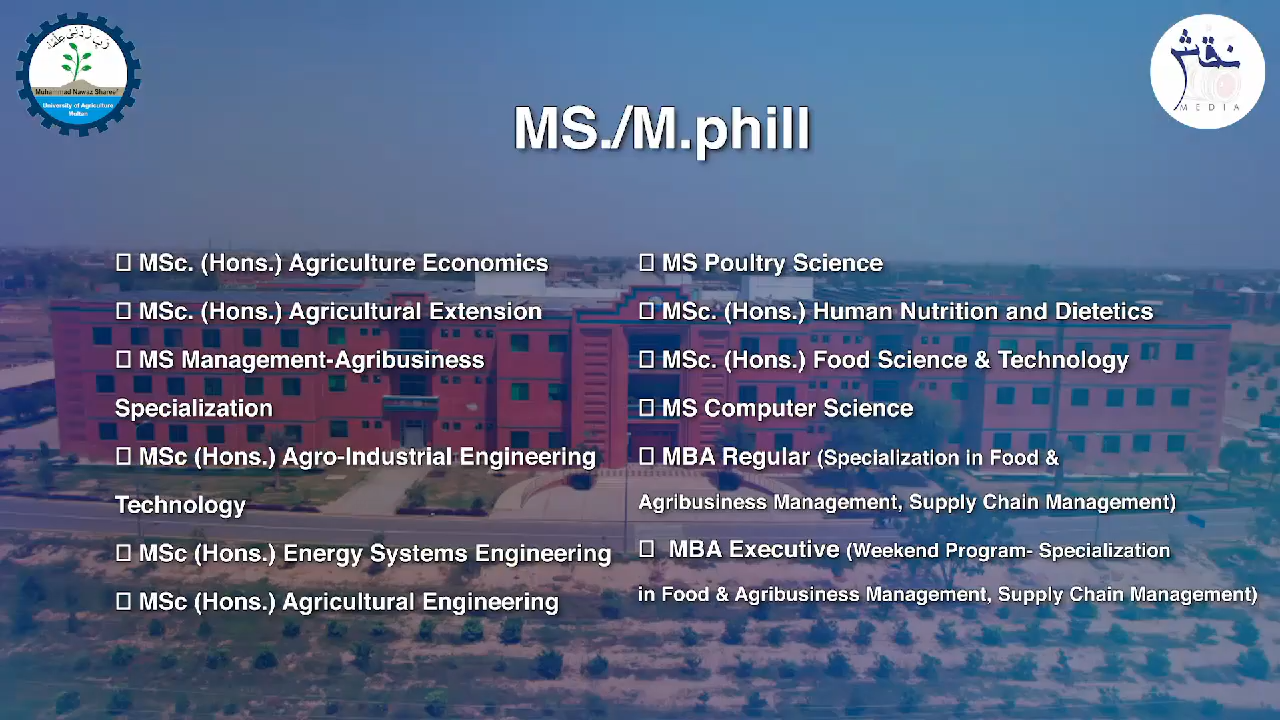 Muhammad Nawaz Shareef
University of Agriculture
Multan
نقش
MEDIA
MS./M.phill
MSc. (Hons.) Agriculture Economics
MSc. (Hons.) Agricultural Extension
MS Management-Agribusiness
Specialization
MSc (Hons.) Agro-Industrial Engineering
Technology
MSc (Hons.) Energy Systems Engineering
MSc (Hons.) Agricultural Engineering
MS Poultry Science
MSc. (Hons.) Human Nutrition and Dietetics
MSc. (Hons.) Food Science & Technology
MS Computer Science
MBA Regular (Specialization in Food &
Agribusiness Management, Supply Chain Management)
MBA Executive (Weekend Program- Specialization
in Food & Agribusiness Management, Supply Chain Management)